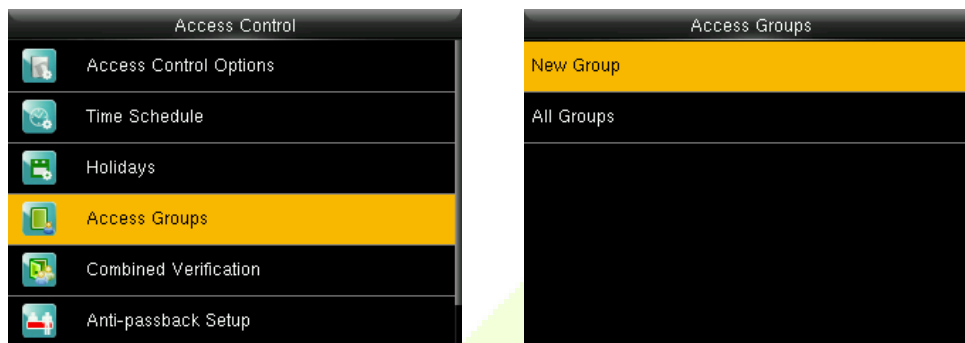 Access Control
Access Control Options
Time Schedule
Holidays
Access Groups
Combined Verification
Anti-passback Setup
Access Groups
New Group
All Groups